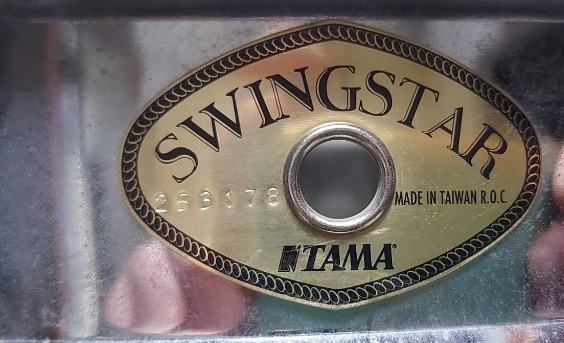 SWINGSTAR
253178
MADE IN TAIWAN R.O.C.
TAMA®